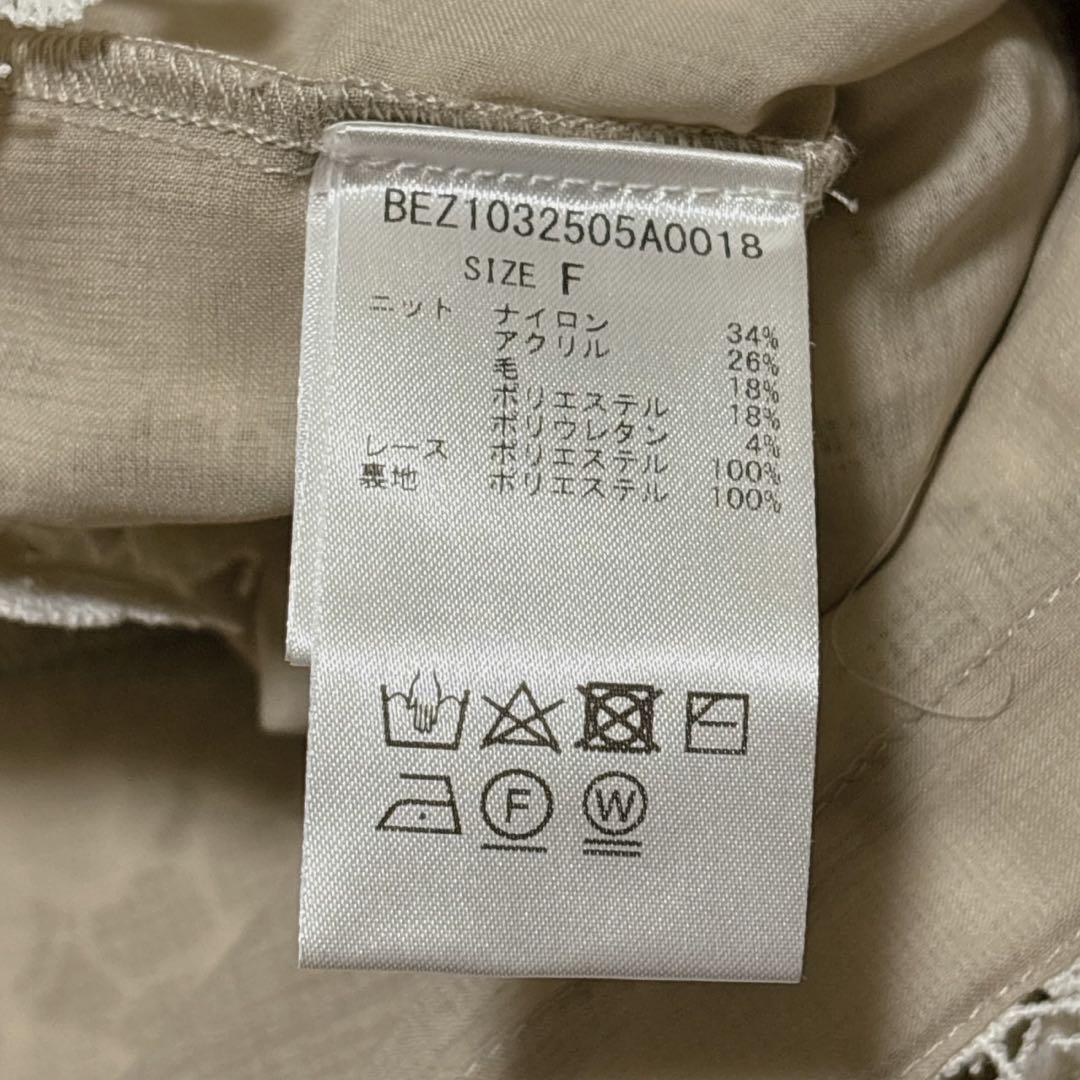 BEZ1032505A0018
SIZE F
ニット ナイロン 34%
アクリル 26%
毛 18%
ポリエステル 18%
ポリウレタン 4%
レース ポリエステル 100%
裏地 ポリエステル 100%
F W